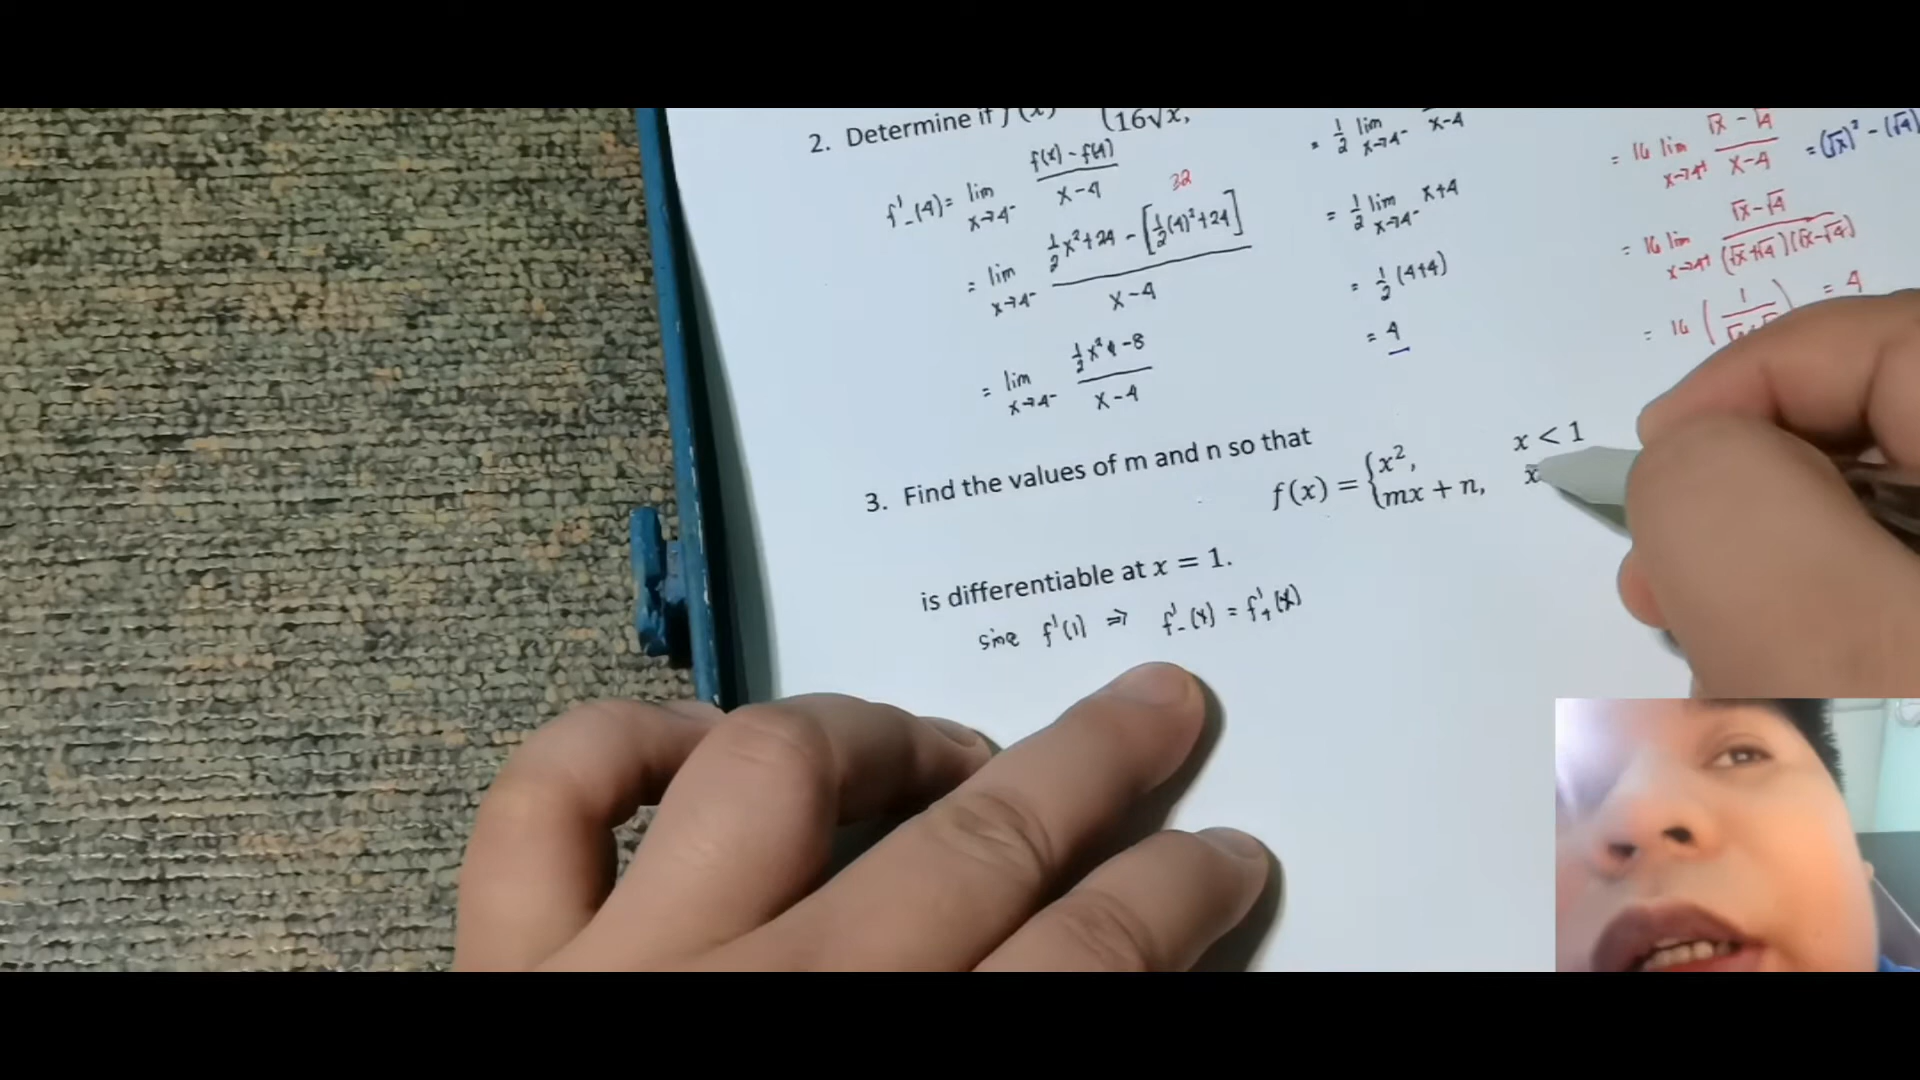 2. Determine if f(x)
16√x,
f'₋(4) = lim x→4⁻ f(x) - f(4) / x - 4
32
= lim x→4⁻ ½x² + 24 - [½(4)² + 24] / x - 4
= lim x→4⁻ ½x² - 8 / x - 4
= ½ lim x→4⁻ x - 4
= ½ lim x→4⁻ x + 4
= ½ (4+4)
= 4
= 16 lim x→4⁺ √x - √4 / x - 4 = (√x)² - (√4)
= 16 lim x→4⁺ √x - √4 / (√x + √4)(√x - √4)
= 16 ( 1 = 4
3. Find the values of m and n so that
f(x) = { x², x < 1
mx + n, x
is differentiable at x = 1.
sine f'(1) ⇒ f'₋(x) = f'₊(x)